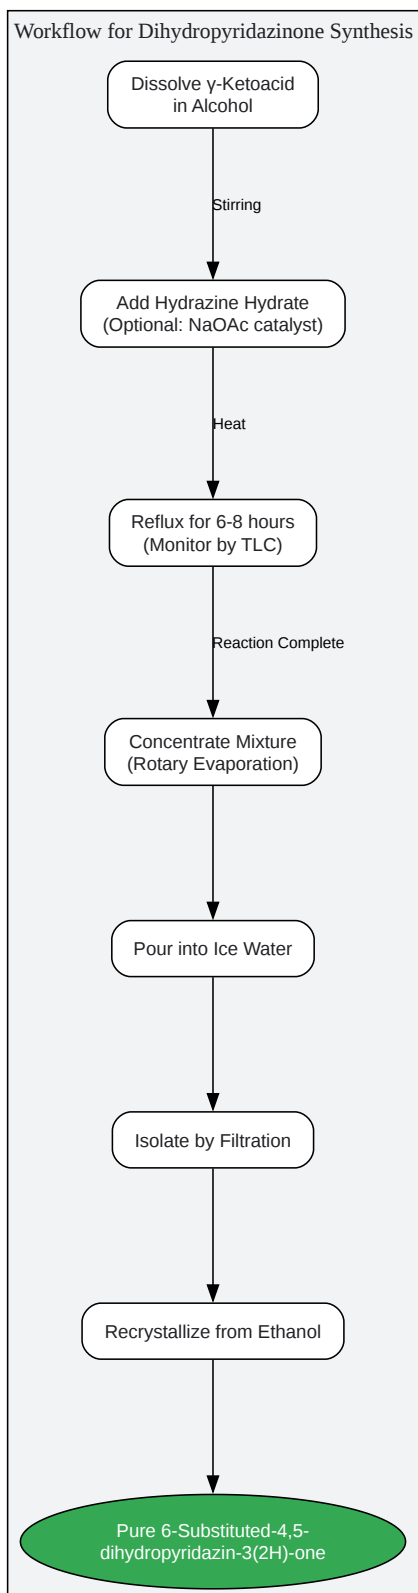 Workflow for Dihydropyridazinone Synthesis
Dissolve γ-Ketoacid
in Alcohol
Stirring
Add Hydrazine Hydrate
(Optional: NaOAc catalyst)
Heat
Reflux for 6-8 hours
(Monitor by TLC)
Reaction Complete
Concentrate Mixture
(Rotary Evaporation)
Pour into Ice Water
Isolate by Filtration
Recrystallize from Ethanol
Pure 6-Substituted-4,5-
dihydropyridazin-3(2H)-one